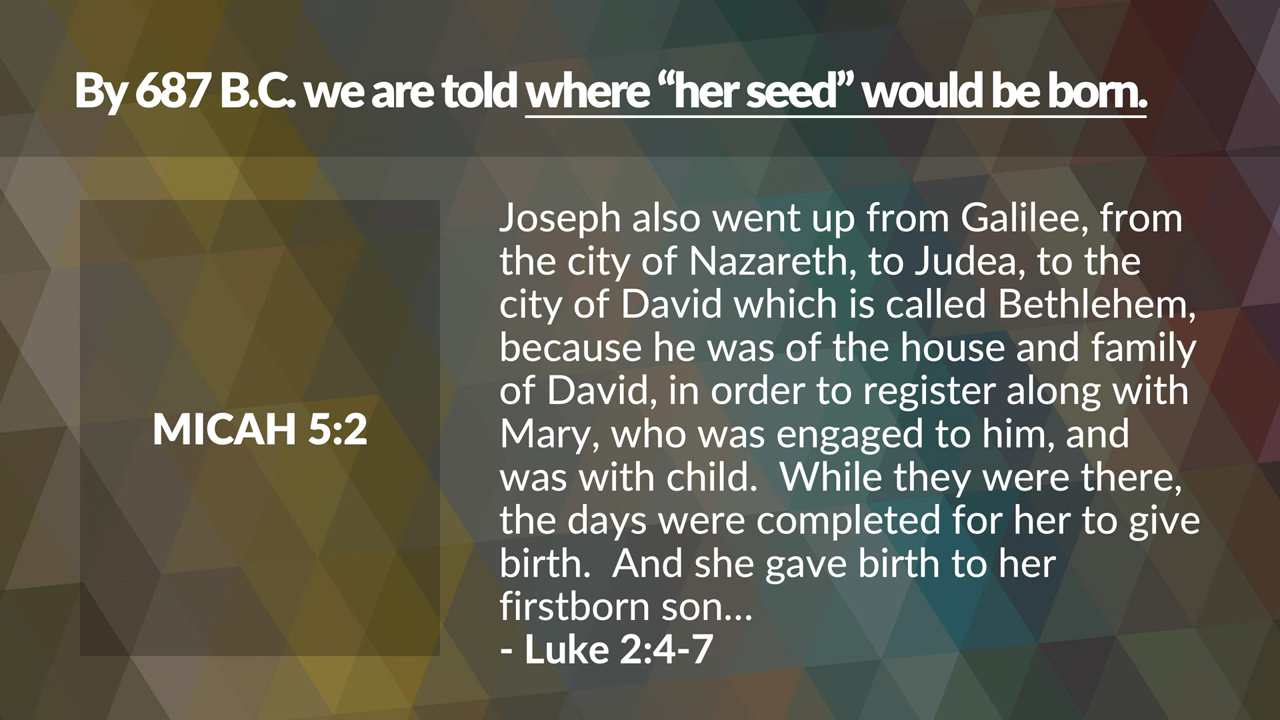 By 687 B.C. we are told where “her seed” would be born.
MICAH 5:2
Joseph also went up from Galilee, from
the city of Nazareth, to Judea, to the
city of David which is called Bethlehem,
because he was of the house and family
of David, in order to register along with
Mary, who was engaged to him, and
was with child.  While they were there,
the days were completed for her to give
birth.  And she gave birth to her
firstborn son...
- Luke 2:4-7